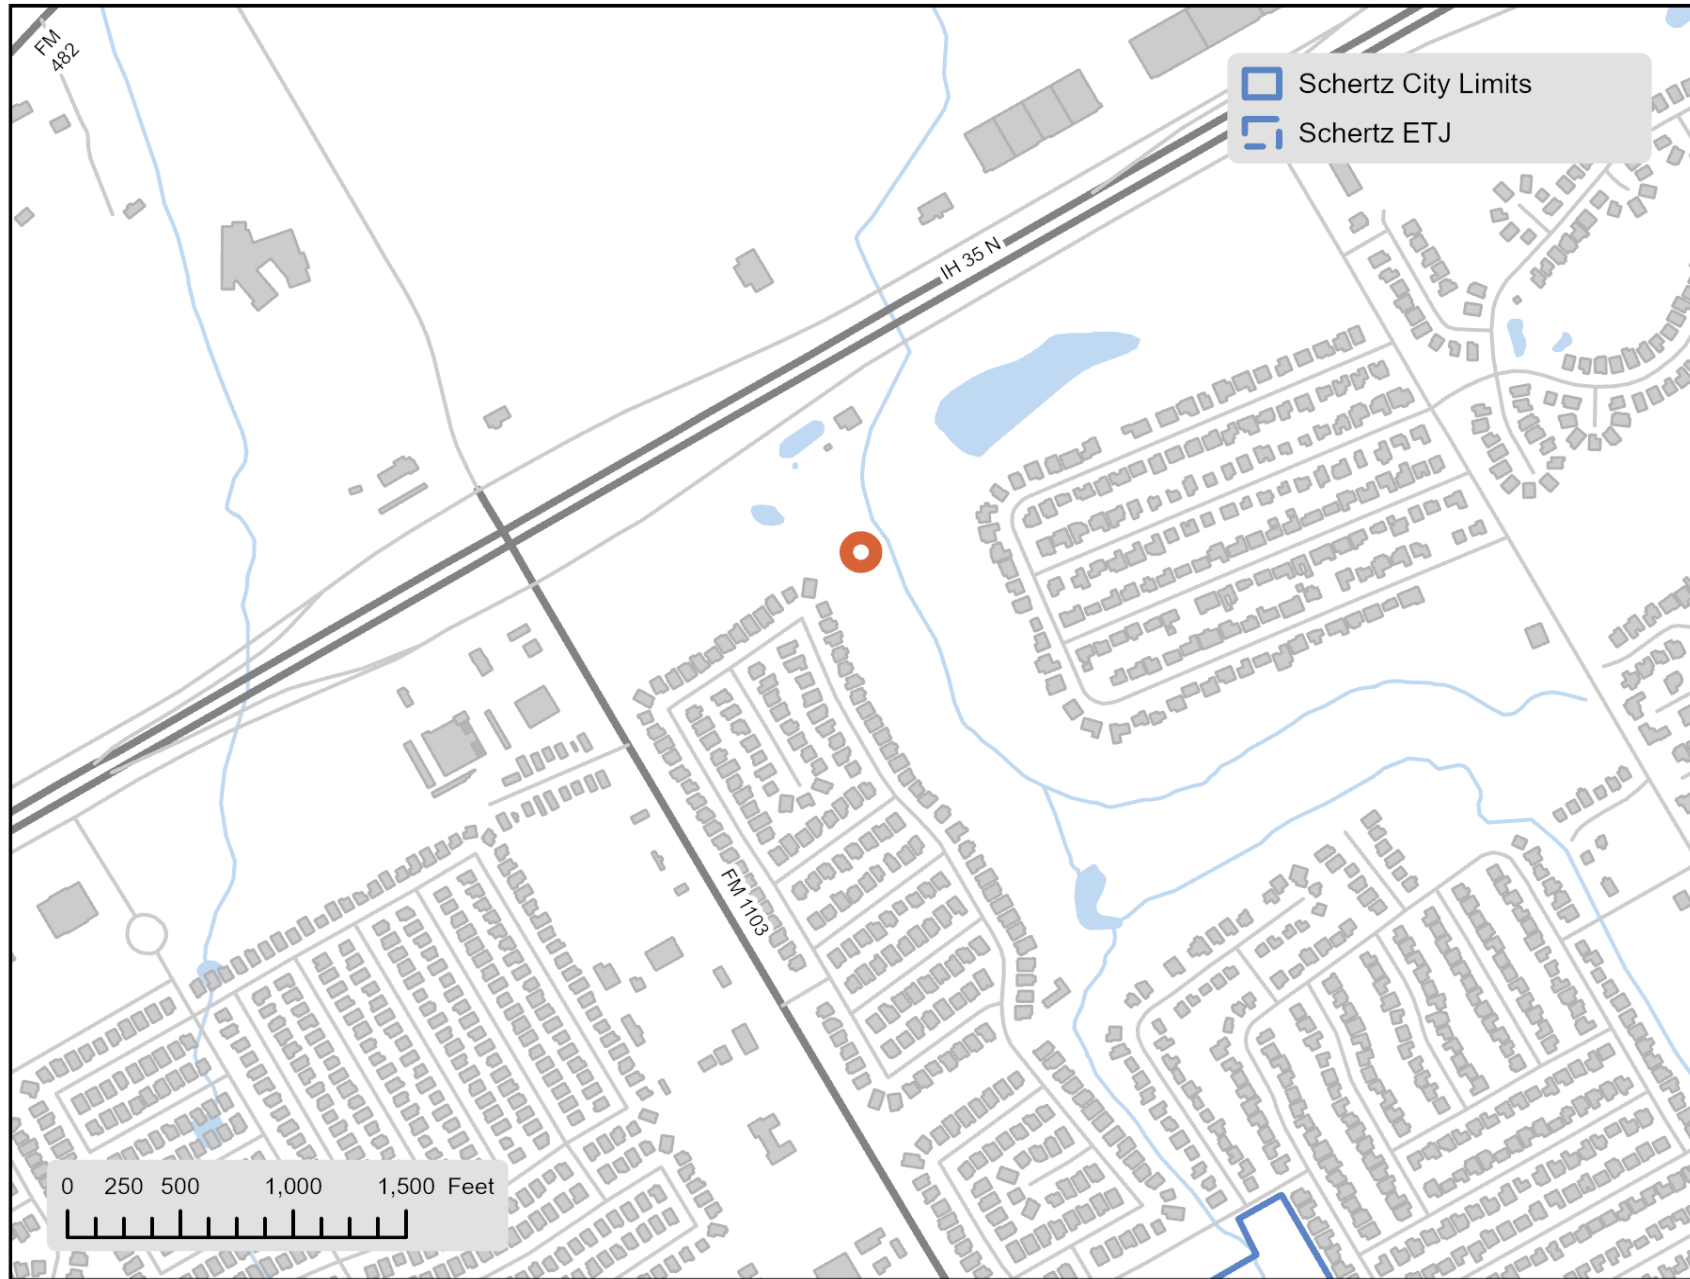 FM
482
Schertz City Limits
Schertz ETJ
IH 35 N
FM 1103
0 250 500 1,000 1,500 Feet